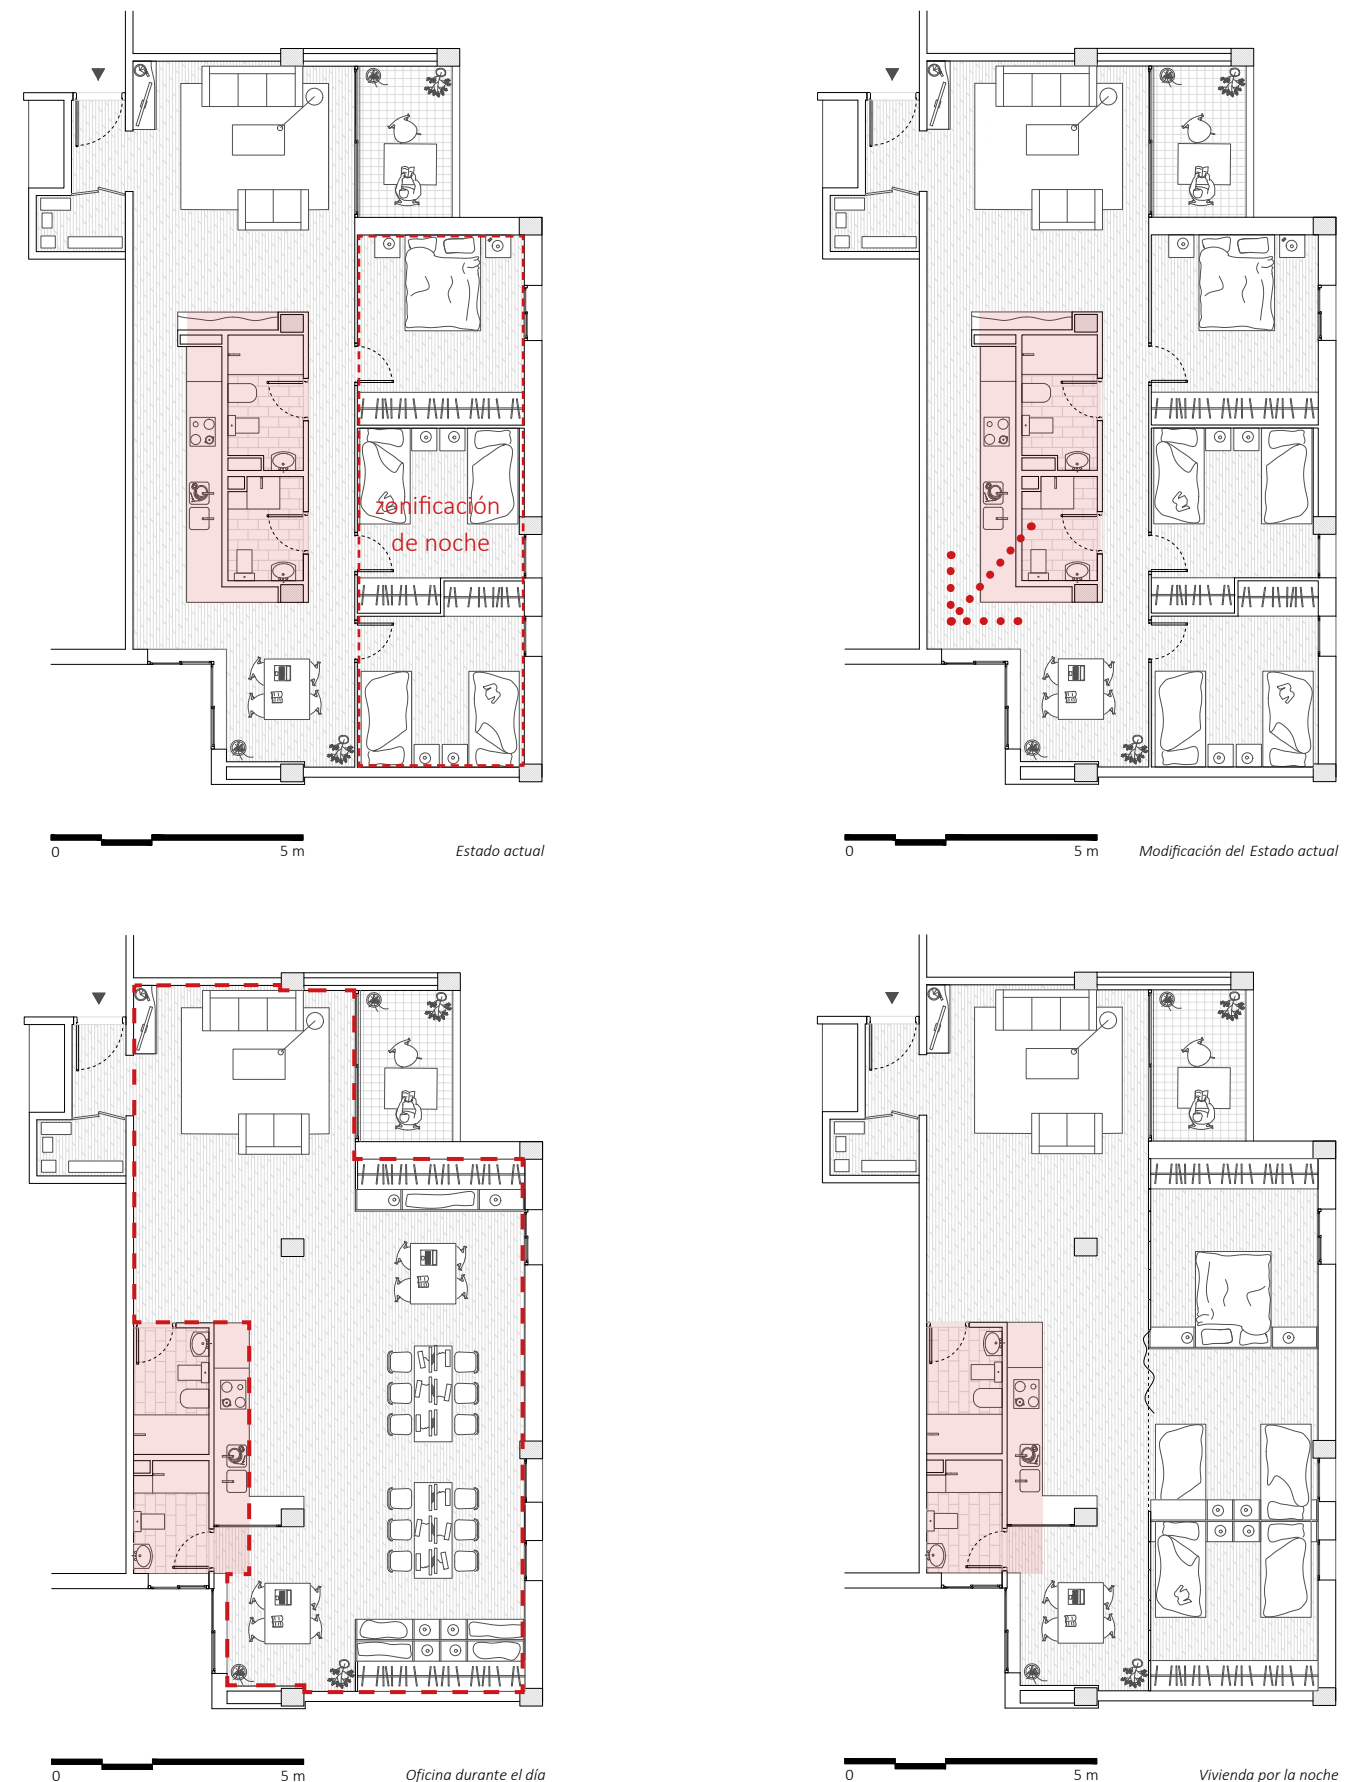 zonificación
de noche
0
5 m
Estado actual
0
5 m
Modificación del Estado actual
0
5 m
Oficina durante el día
0
5 m
Vivienda por la noche